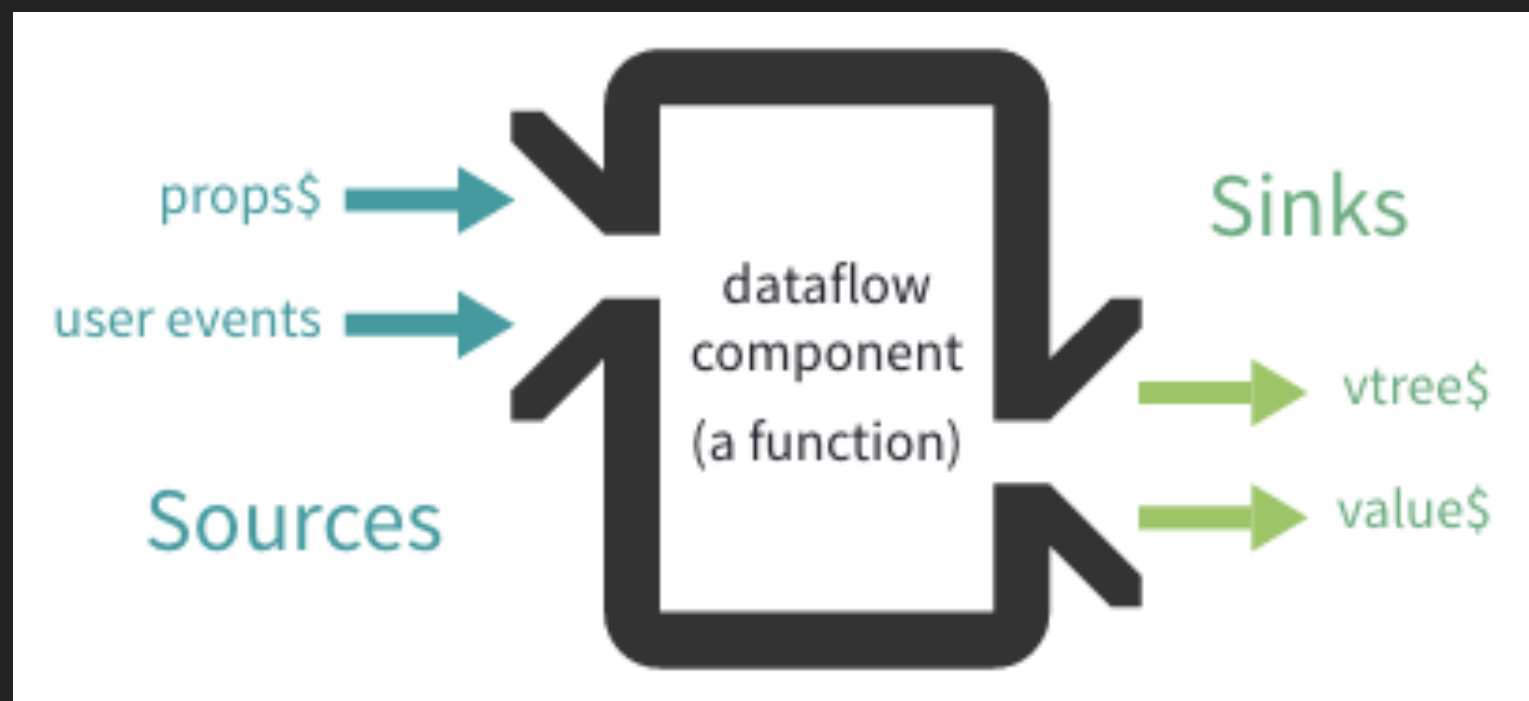 props$
user events
Sources
dataflow
component
(a function)
Sinks
vtree$
value$